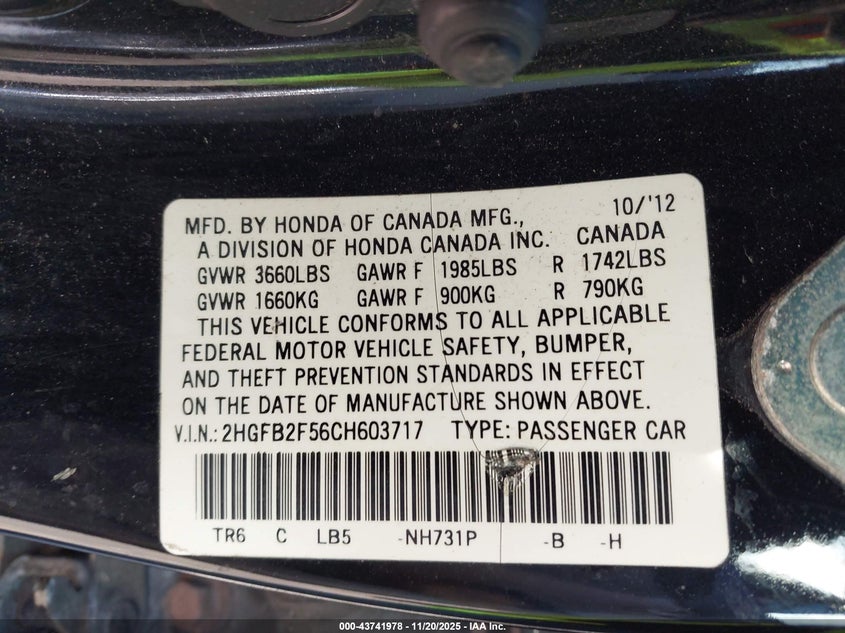 10/'12
MFD. BY HONDA OF CANADA MFG.,
A DIVISION OF HONDA CANADA INC. CANADA
GVWR 3660LBS GAWR F 1985LBS R 1742LBS
GVWR 1660KG GAWR F 900KG R 790KG
THIS VEHICLE CONFORMS TO ALL APPLICABLE
FEDERAL MOTOR VEHICLE SAFETY, BUMPER,
AND THEFT PREVENTION STANDARDS IN EFFECT
ON THE DATE OF MANUFACTURE SHOWN ABOVE.
V.I.N.: 2HGFB2F56CH603717 TYPE: PASSENGER CAR
TR6 C LB5 -NH731P -B -H
000-43741978 - 11/20/2025 - IAA Inc.